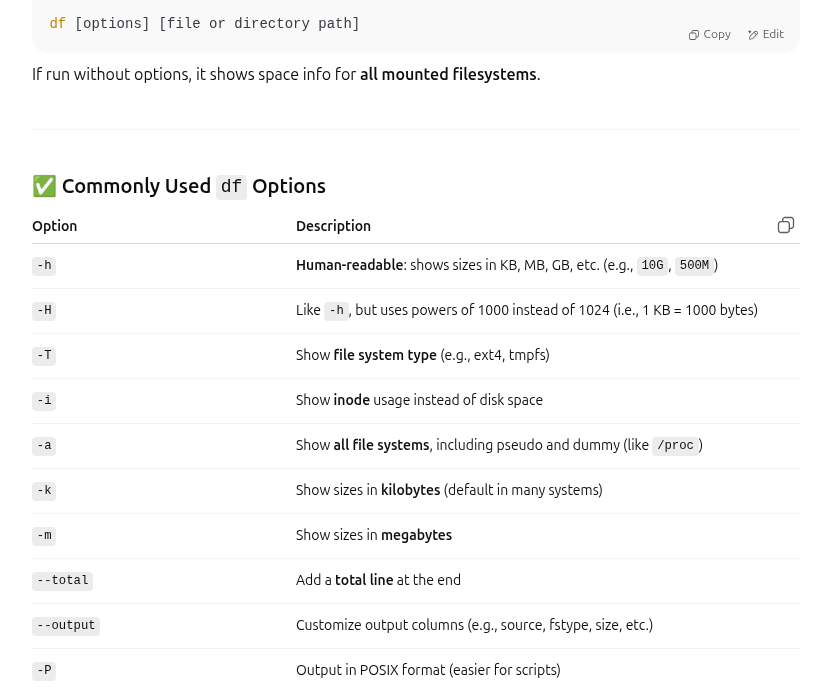 df [options] [file or directory path]
Copy Edit
If run without options, it shows space info for all mounted filesystems.
✅ Commonly Used df Options
Option Description
-h Human-readable: shows sizes in KB, MB, GB, etc. (e.g., 10G, 500M)
-H Like -h, but uses powers of 1000 instead of 1024 (i.e., 1 KB = 1000 bytes)
-T Show file system type (e.g., ext4, tmpfs)
-i Show inode usage instead of disk space
-a Show all file systems, including pseudo and dummy (like /proc)
-k Show sizes in kilobytes (default in many systems)
-m Show sizes in megabytes
--total Add a total line at the end
--output Customize output columns (e.g., source, fstype, size, etc.)
-P Output in POSIX format (easier for scripts)